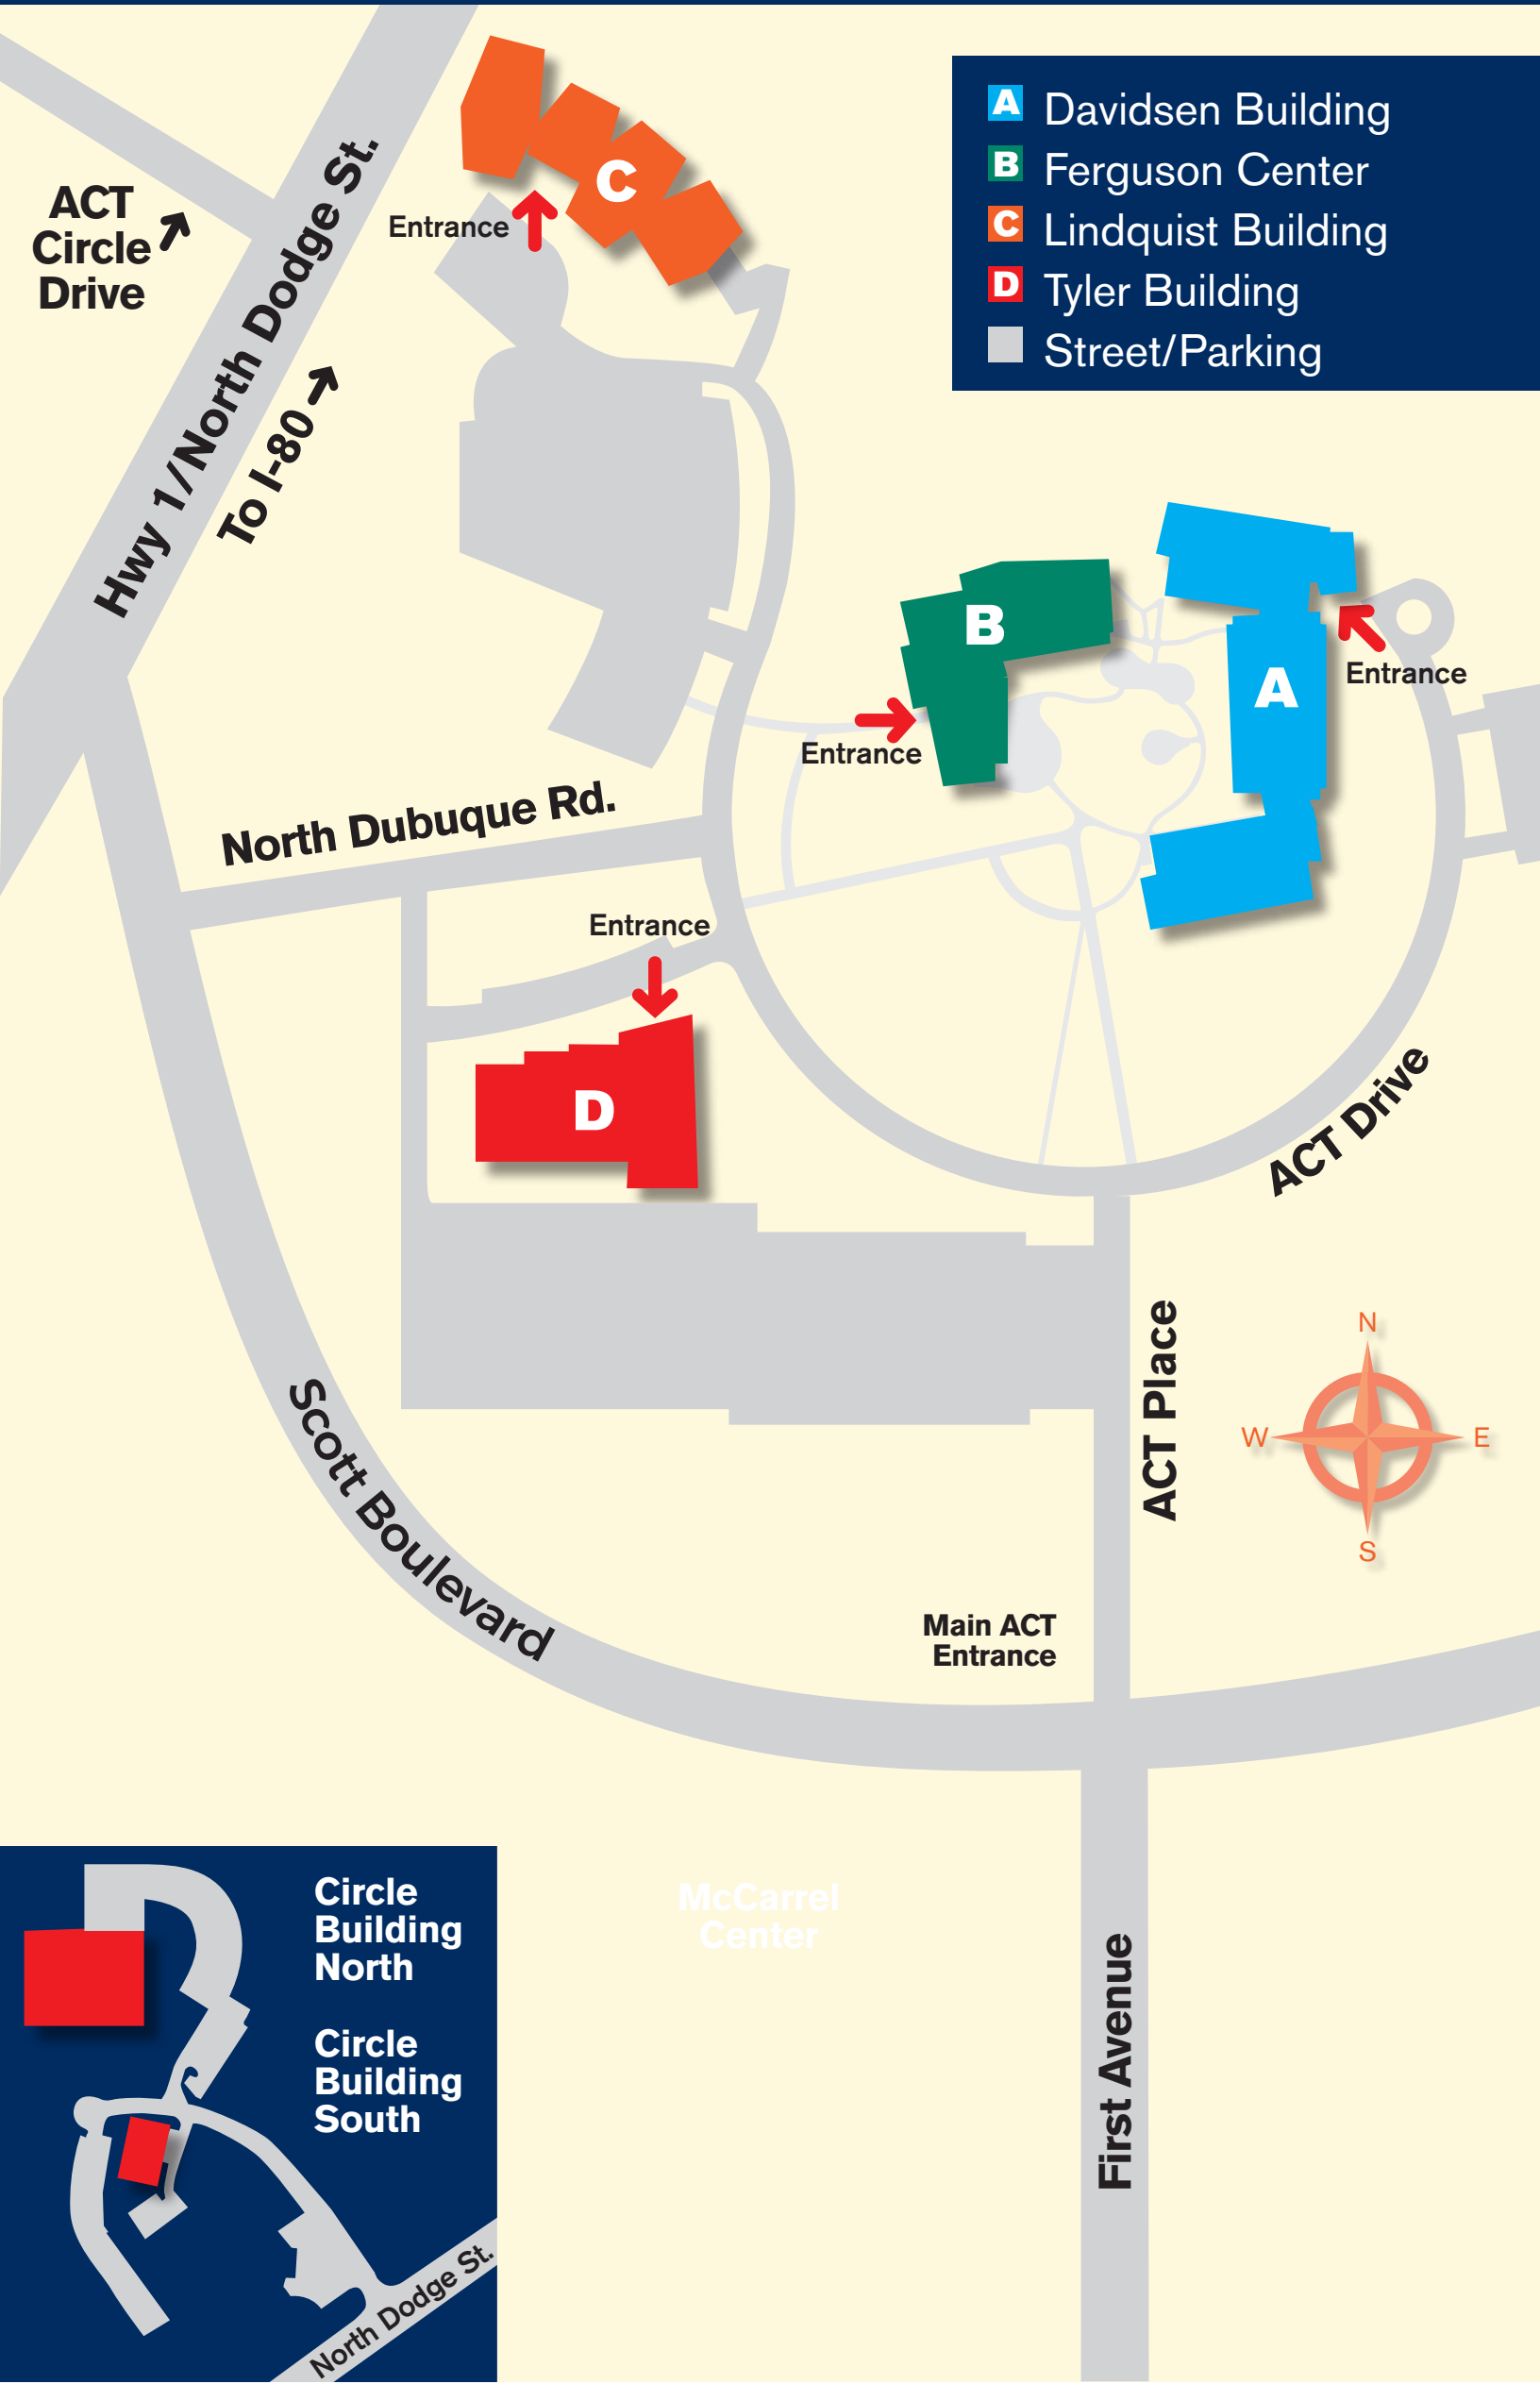 A Davidsen Building
B Ferguson Center
C Lindquist Building
D Tyler Building
Street/Parking
ACT
Circle
Drive
Hwy 1/North Dodge St.
To I-80
C
Entrance
B
Entrance
A
Entrance
North Dubuque Rd.
Entrance
D
ACT Drive
ACT Place
N
W
E
S
Scott Boulevard
Main ACT
Entrance
McCarrel
Center
First Avenue
Circle
Building
North
Circle
Building
South
North Dodge St.